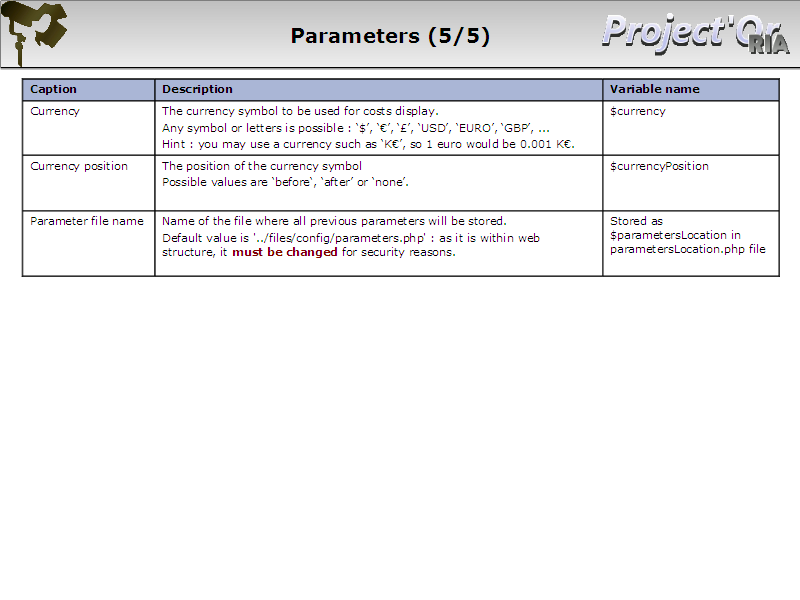 Parameters (5/5)
Project'Or
RIA
Caption Description Variable name
Currency The currency symbol to be used for costs display. $currency
Any symbol or letters is possible : ‘$’, ‘€’, ‘£’, ‘USD’, ‘EURO’, ‘GBP’, …
Hint : you may use a currency such as ‘K€’, so 1 euro would be 0.001 K€.
Currency position The position of the currency symbol $currencyPosition
Possible values are ‘before‘, ‘after’ or ‘none’.
Parameter file name Name of the file where all previous parameters will be stored. Stored as
Default value is '../files/config/parameters.php' : as it is within web $parametersLocation in
structure, it must be changed for security reasons. parametersLocation.php file